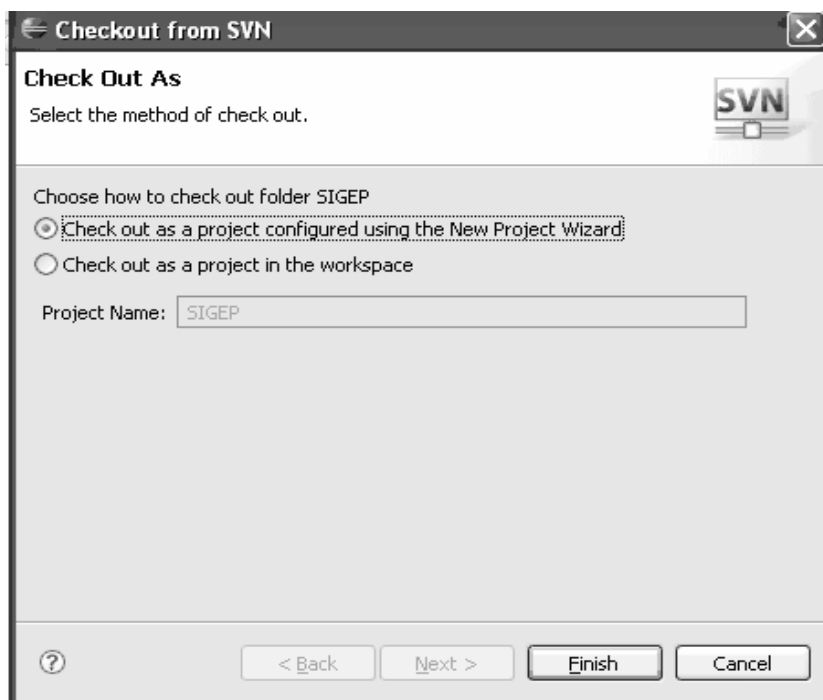 Checkout from SVN
Check Out As
Select the method of check out.
SVN
Choose how to check out folder SIGEP
Check out as a project configured using the New Project Wizard
Check out as a project in the workspace
Project Name: SIGEP
? < Back Next > Finish Cancel